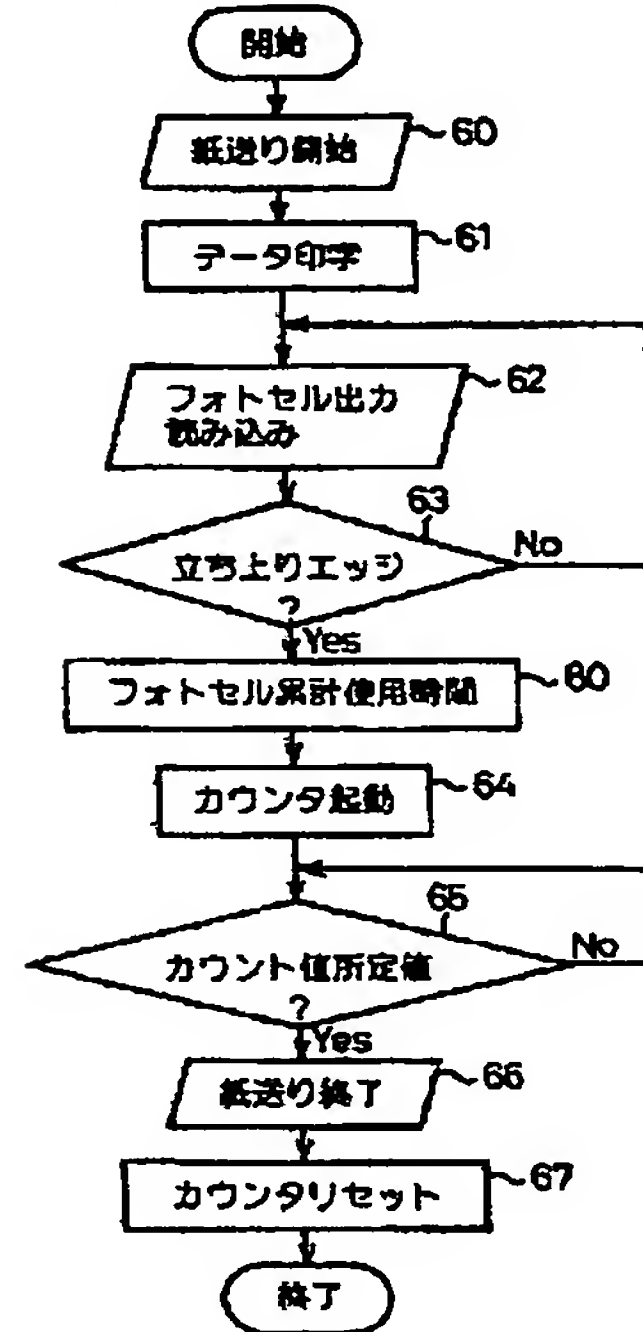 開始
紙送り開始
60
データ印字
61
フォトセル出力
読み込み
62
63
立ち上りエッジ
?
No
Yes
フォトセル累計使用時間
80
カウンタ起動
64
65
カウント値所定値
?
No
Yes
紙送り終了
66
カウンタリセット
67
終了